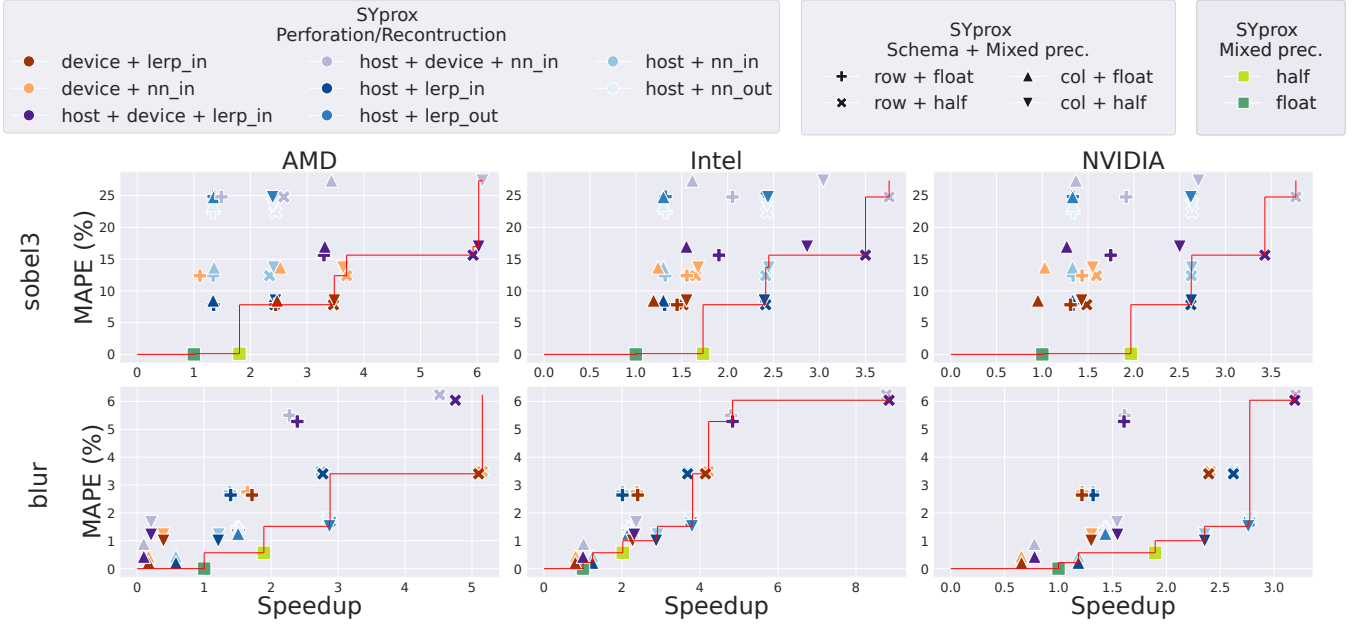 SYprox
Perforation/Recontruction
device + lerp_in
device + nn_in
host + device + lerp_in
host + device + nn_in
host + lerp_in
host + lerp_out
host + nn_in
host + nn_out
SYprox
Schema + Mixed prec.
row + float
row + half
col + float
col + half
SYprox
Mixed prec.
half
float
AMD
Intel
NVIDIA
sobel3
MAPE (%)
25
20
15
10
5
0
0 1 2 3 4 5 6
0.0 0.5 1.0 1.5 2.0 2.5 3.0 3.5
0.0 0.5 1.0 1.5 2.0 2.5 3.0 3.5
blur
MAPE (%)
6
5
4
3
2
1
0
0 1 2 3 4 5
0 2 4 6 8
0.0 0.5 1.0 1.5 2.0 2.5 3.0
Speedup
Speedup
Speedup